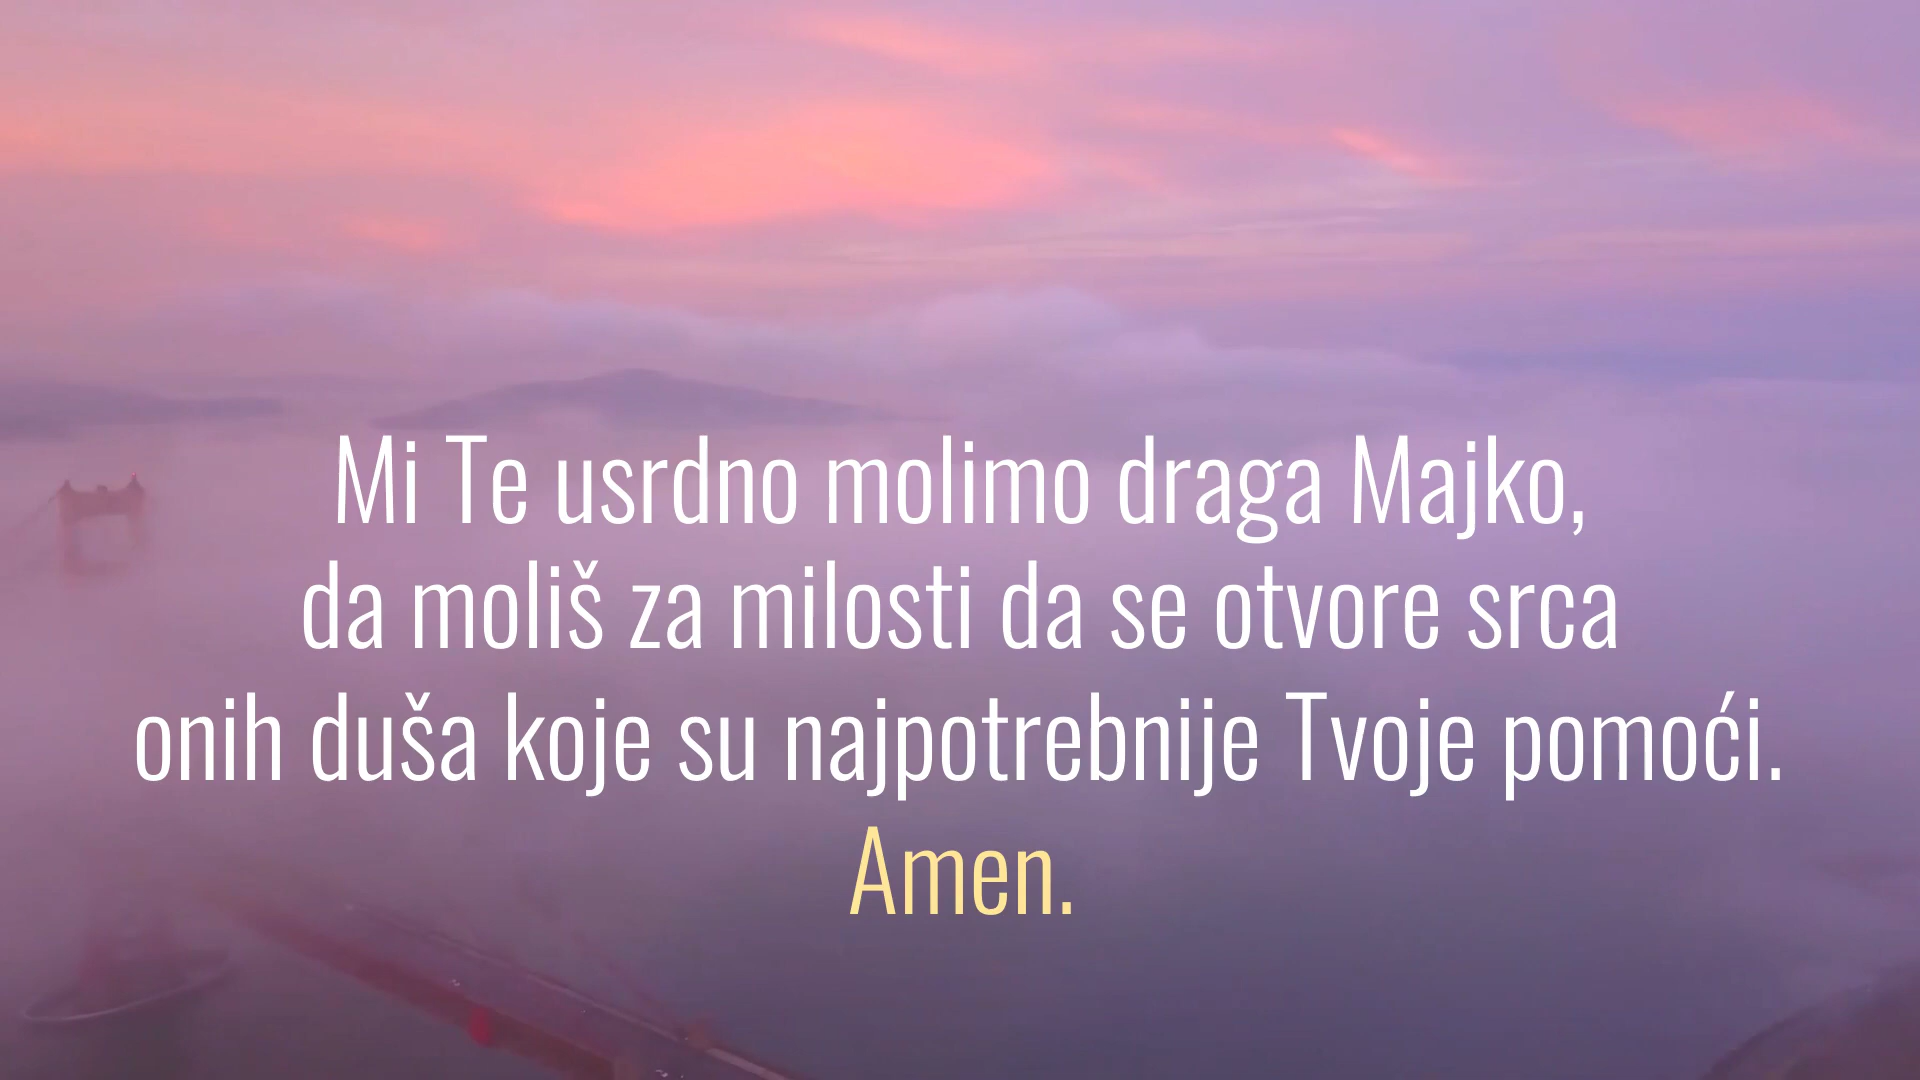 Mi Te usrdno molimo draga Majko,
da moliš za milosti da se otvore srca
onih duša koje su najpotrebnije Tvoje pomoći.
Amen.